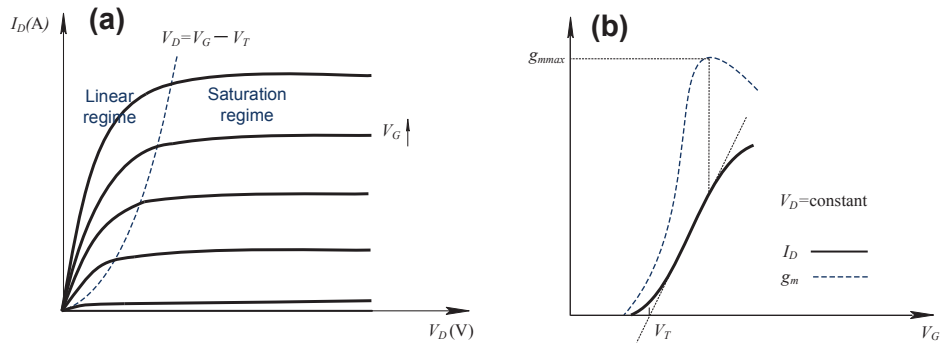 (a)
I_D(A)
V_D=V_G − V_T
Linear
regime
Saturation
regime
V_G
V_D(V)
(b)
g_mmax
V_D=constant
I_D
g_m
V_T
V_G